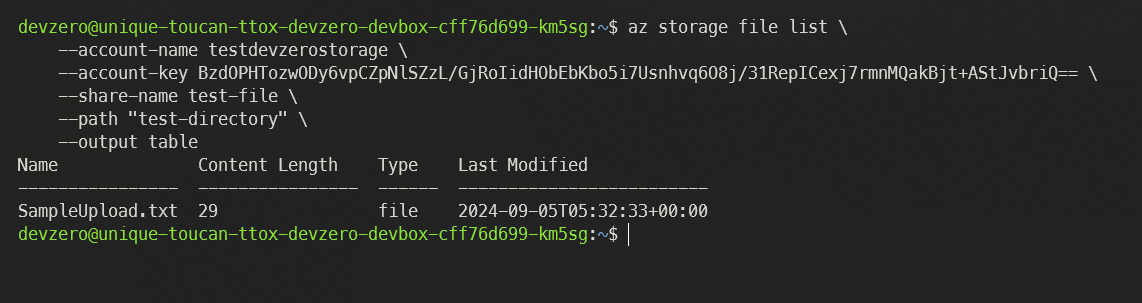 devzero@unique-toucan-ttox-devzero-devbox-cff76d699-km5sg:~$ az storage file list \
    --account-name testdevzerostorage \
    --account-key BzdOPHTozwODy6vpCZpNlSZzL/GjRoIidHObEbKbo5i7Usnhvq6O8j/31RepICexj7rmnMQakBjt+AStJvbriQ== \
    --share-name test-file \
    --path "test-directory" \
    --output table
Name              Content Length    Type    Last Modified
----------------  ----------------  ------  -------------------------
SampleUpload.txt  29                file    2024-09-05T05:32:33+00:00
devzero@unique-toucan-ttox-devzero-devbox-cff76d699-km5sg:~$